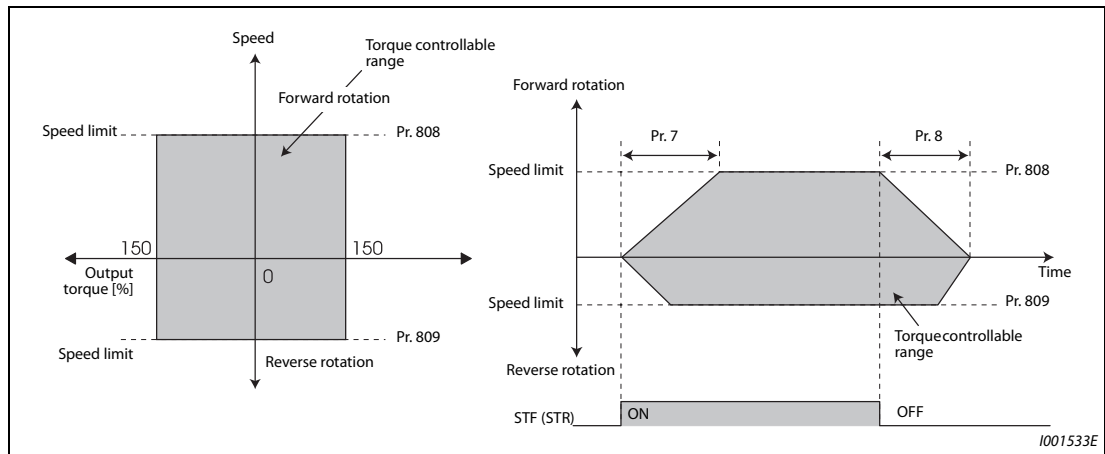 Speed
Torque controllable
range
Forward rotation
Speed limit
Pr. 808
150
150
0
Output
torque [%]
Speed limit
Pr. 809
Reverse rotation
Forward rotation
Pr. 7
Pr. 8
Speed limit
Pr. 808
Time
Speed limit
Pr. 809
Torque controllable
range
Reverse rotation
STF (STR)
ON
OFF
I001533E